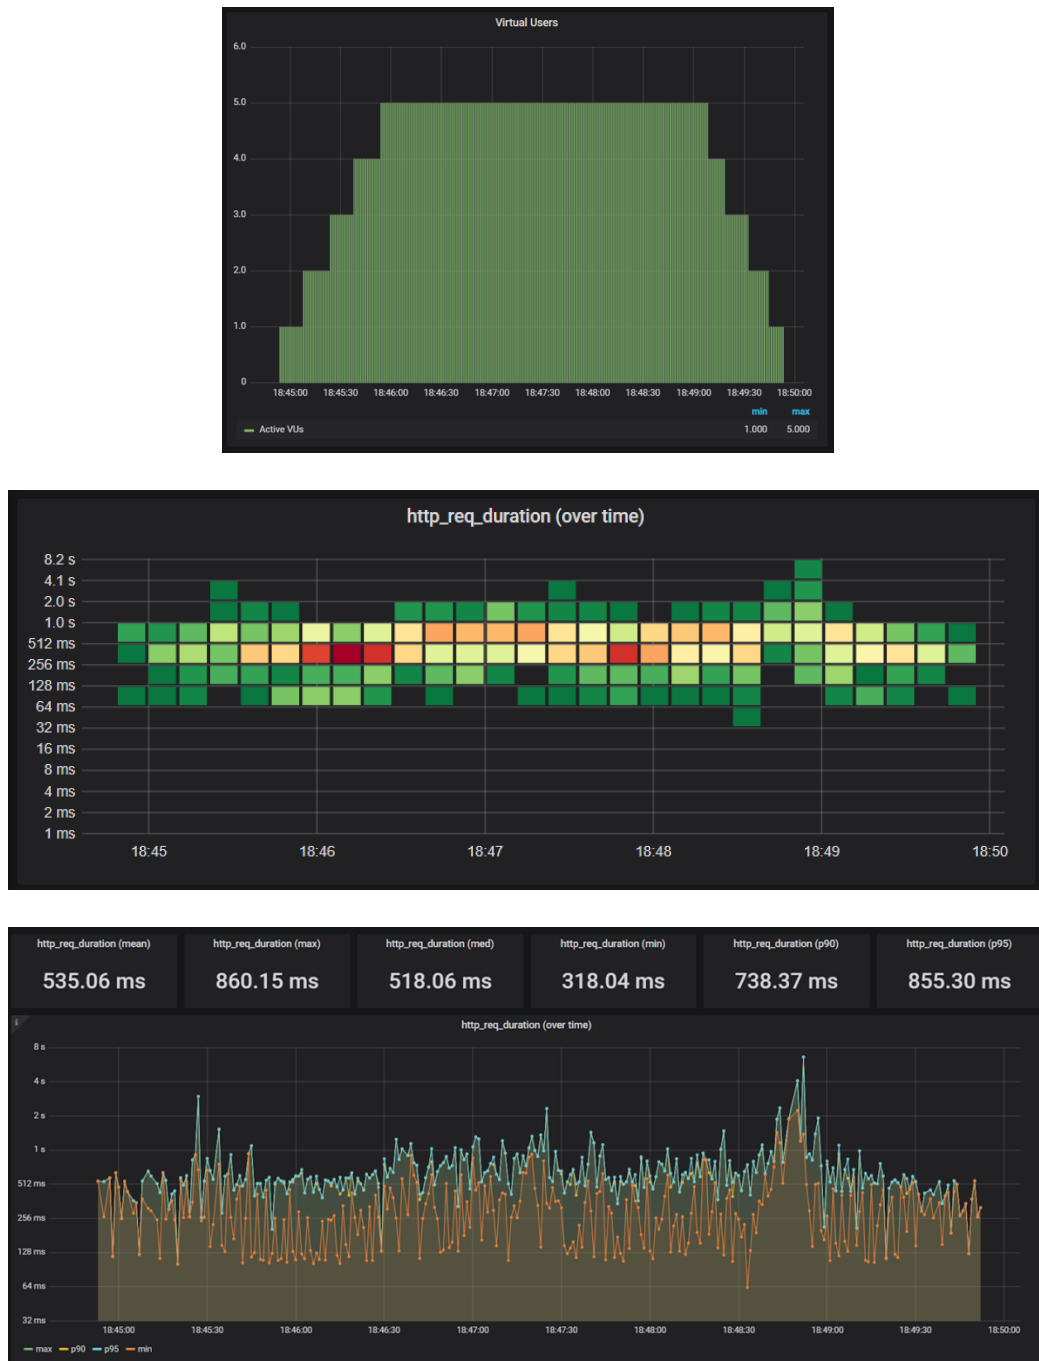 Virtual Users
6.0
5.0
4.0
3.0
2.0
1.0
0
18:45:00 18:45:30 18:46:00 18:46:30 18:47:00 18:47:30 18:48:00 18:48:30 18:49:00 18:49:30 18:50:00
min max
Active VUs 1.000 5.000
http_req_duration (over time)
8.2 s
4.1 s
2.0 s
1.0 s
512 ms
256 ms
128 ms
64 ms
32 ms
16 ms
8 ms
4 ms
2 ms
1 ms
18:45 18:46 18:47 18:48 18:49 18:50
http_req_duration (mean) http_req_duration (max) http_req_duration (med) http_req_duration (min) http_req_duration (p90) http_req_duration (p95)
535.06 ms 860.15 ms 518.06 ms 318.04 ms 738.37 ms 855.30 ms
i
http_req_duration (over time)
8 s
4 s
2 s
1 s
512 ms
256 ms
128 ms
64 ms
32 ms
18:45:00 18:45:30 18:46:00 18:46:30 18:47:00 18:47:30 18:48:00 18:48:30 18:49:00 18:49:30 18:50:00
max p90 p95 min